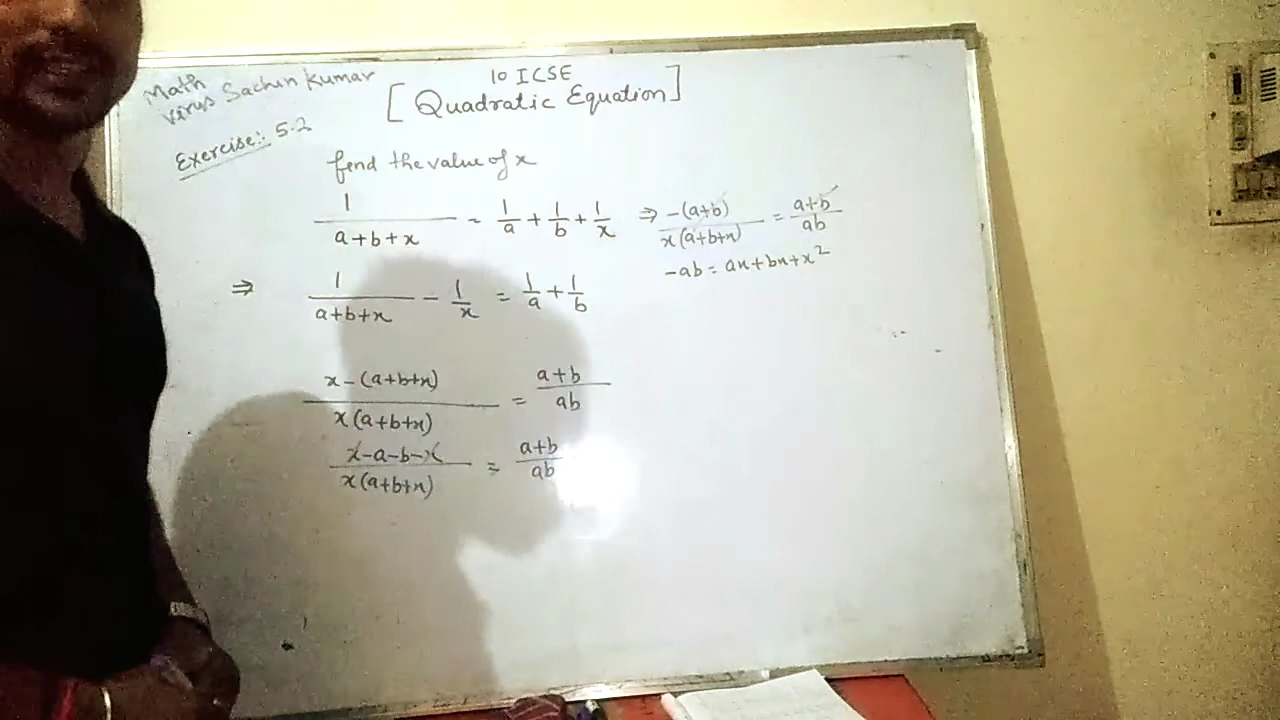 Math
Virus Sachin Kumar
10 ICSE
[Quadratic Equation]
Exercise:- 5.2
find the value of x
1/(a+b+x) = 1/a + 1/b + 1/x
⇒ 1/(a+b+x) - 1/x = 1/a + 1/b
(x-(a+b+x))/(x(a+b+x)) = (a+b)/ab
(x-a-b-x)/(x(a+b+x)) = (a+b)/ab
⇒ -(a+b)/(x(a+b+x)) = (a+b)/ab
-ab = ax+bx+x²